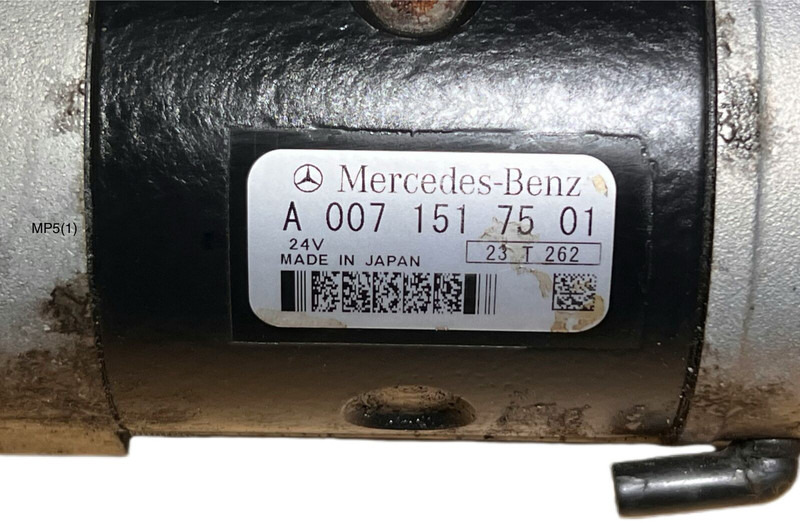 Mercedes-Benz
A 007 151 75 01
24V
23 T 262
MADE IN JAPAN
MP5(1)